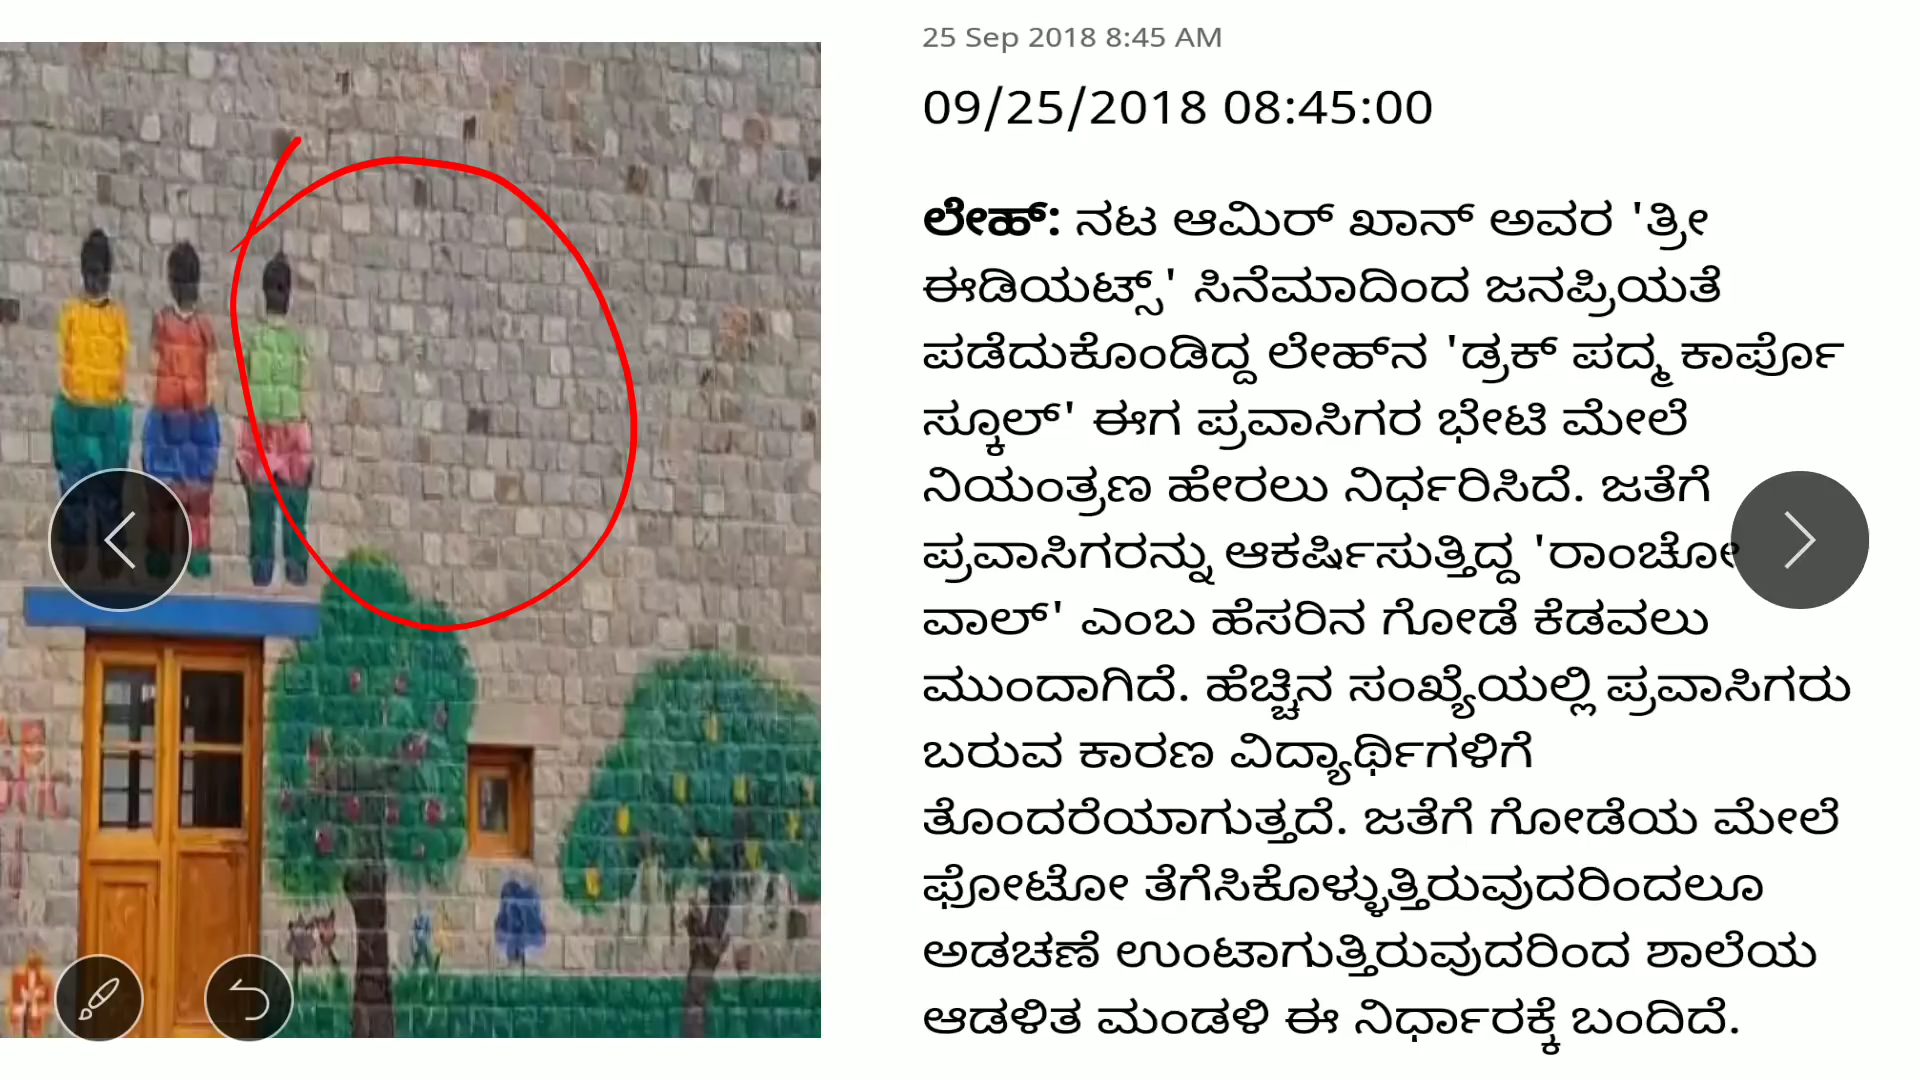 25 Sep 2018 8:45 AM
09/25/2018 08:45:00
ಲೇಹ್: ನಟ ಆಮಿರ್ ಖಾನ್ ಅವರ 'ತ್ರೀ
ಈಡಿಯಟ್ಸ್' ಸಿನೆಮಾದಿಂದ ಜನಪ್ರಿಯತೆ
ಪಡೆದುಕೊಂಡಿದ್ದ ಲೇಹ್‌ನ 'ಡ್ರಕ್ ಪದ್ಮ ಕಾರ್ಪೊ
ಸ್ಕೂಲ್' ಈಗ ಪ್ರವಾಸಿಗರ ಭೇಟಿ ಮೇಲೆ
ನಿಯಂತ್ರಣ ಹೇರಲು ನಿರ್ಧರಿಸಿದೆ. ಜತೆಗೆ
ಪ್ರವಾಸಿಗರನ್ನು ಆಕರ್ಷಿಸುತ್ತಿದ್ದ 'ರಾಂಚೋ
ವಾಲ್' ಎಂಬ ಹೆಸರಿನ ಗೋಡೆ ಕೆಡವಲು
ಮುಂದಾಗಿದೆ. ಹೆಚ್ಚಿನ ಸಂಖ್ಯೆಯಲ್ಲಿ ಪ್ರವಾಸಿಗರು
ಬರುವ ಕಾರಣ ವಿದ್ಯಾರ್ಥಿಗಳಿಗೆ
ತೊಂದರೆಯಾಗುತ್ತದೆ. ಜತೆಗೆ ಗೋಡೆಯ ಮೇಲೆ
ಫೋಟೋ ತೆಗೆಸಿಕೊಳ್ಳುತ್ತಿರುವುದರಿಂದಲೂ
ಅಡಚಣೆ ಉಂಟಾಗುತ್ತಿರುವುದರಿಂದ ಶಾಲೆಯ
ಆಡಳಿತ ಮಂಡಳಿ ಈ ನಿರ್ಧಾರಕ್ಕೆ ಬಂದಿದೆ.